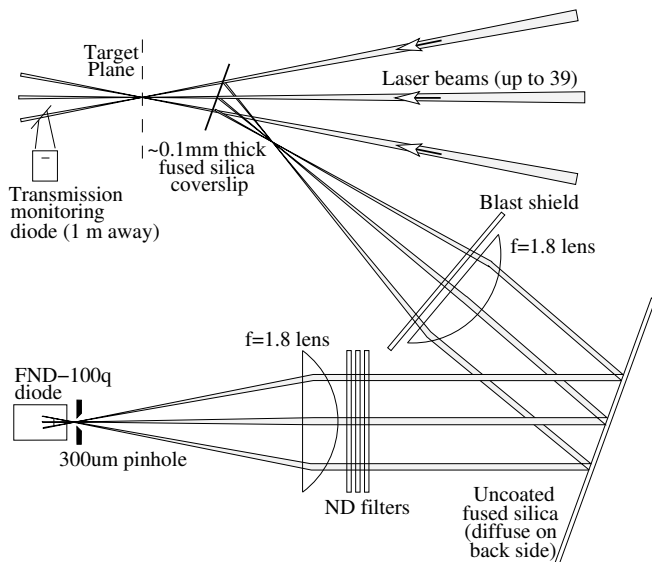 Target
Plane
Laser beams (up to 39)
~0.1mm thick
fused silica
coverslip
Transmission
monitoring
diode (1 m away)
Blast shield
f=1.8 lens
f=1.8 lens
FND−100q
diode
300um pinhole
ND filters
Uncoated
fused silica
(diffuse on
back side)